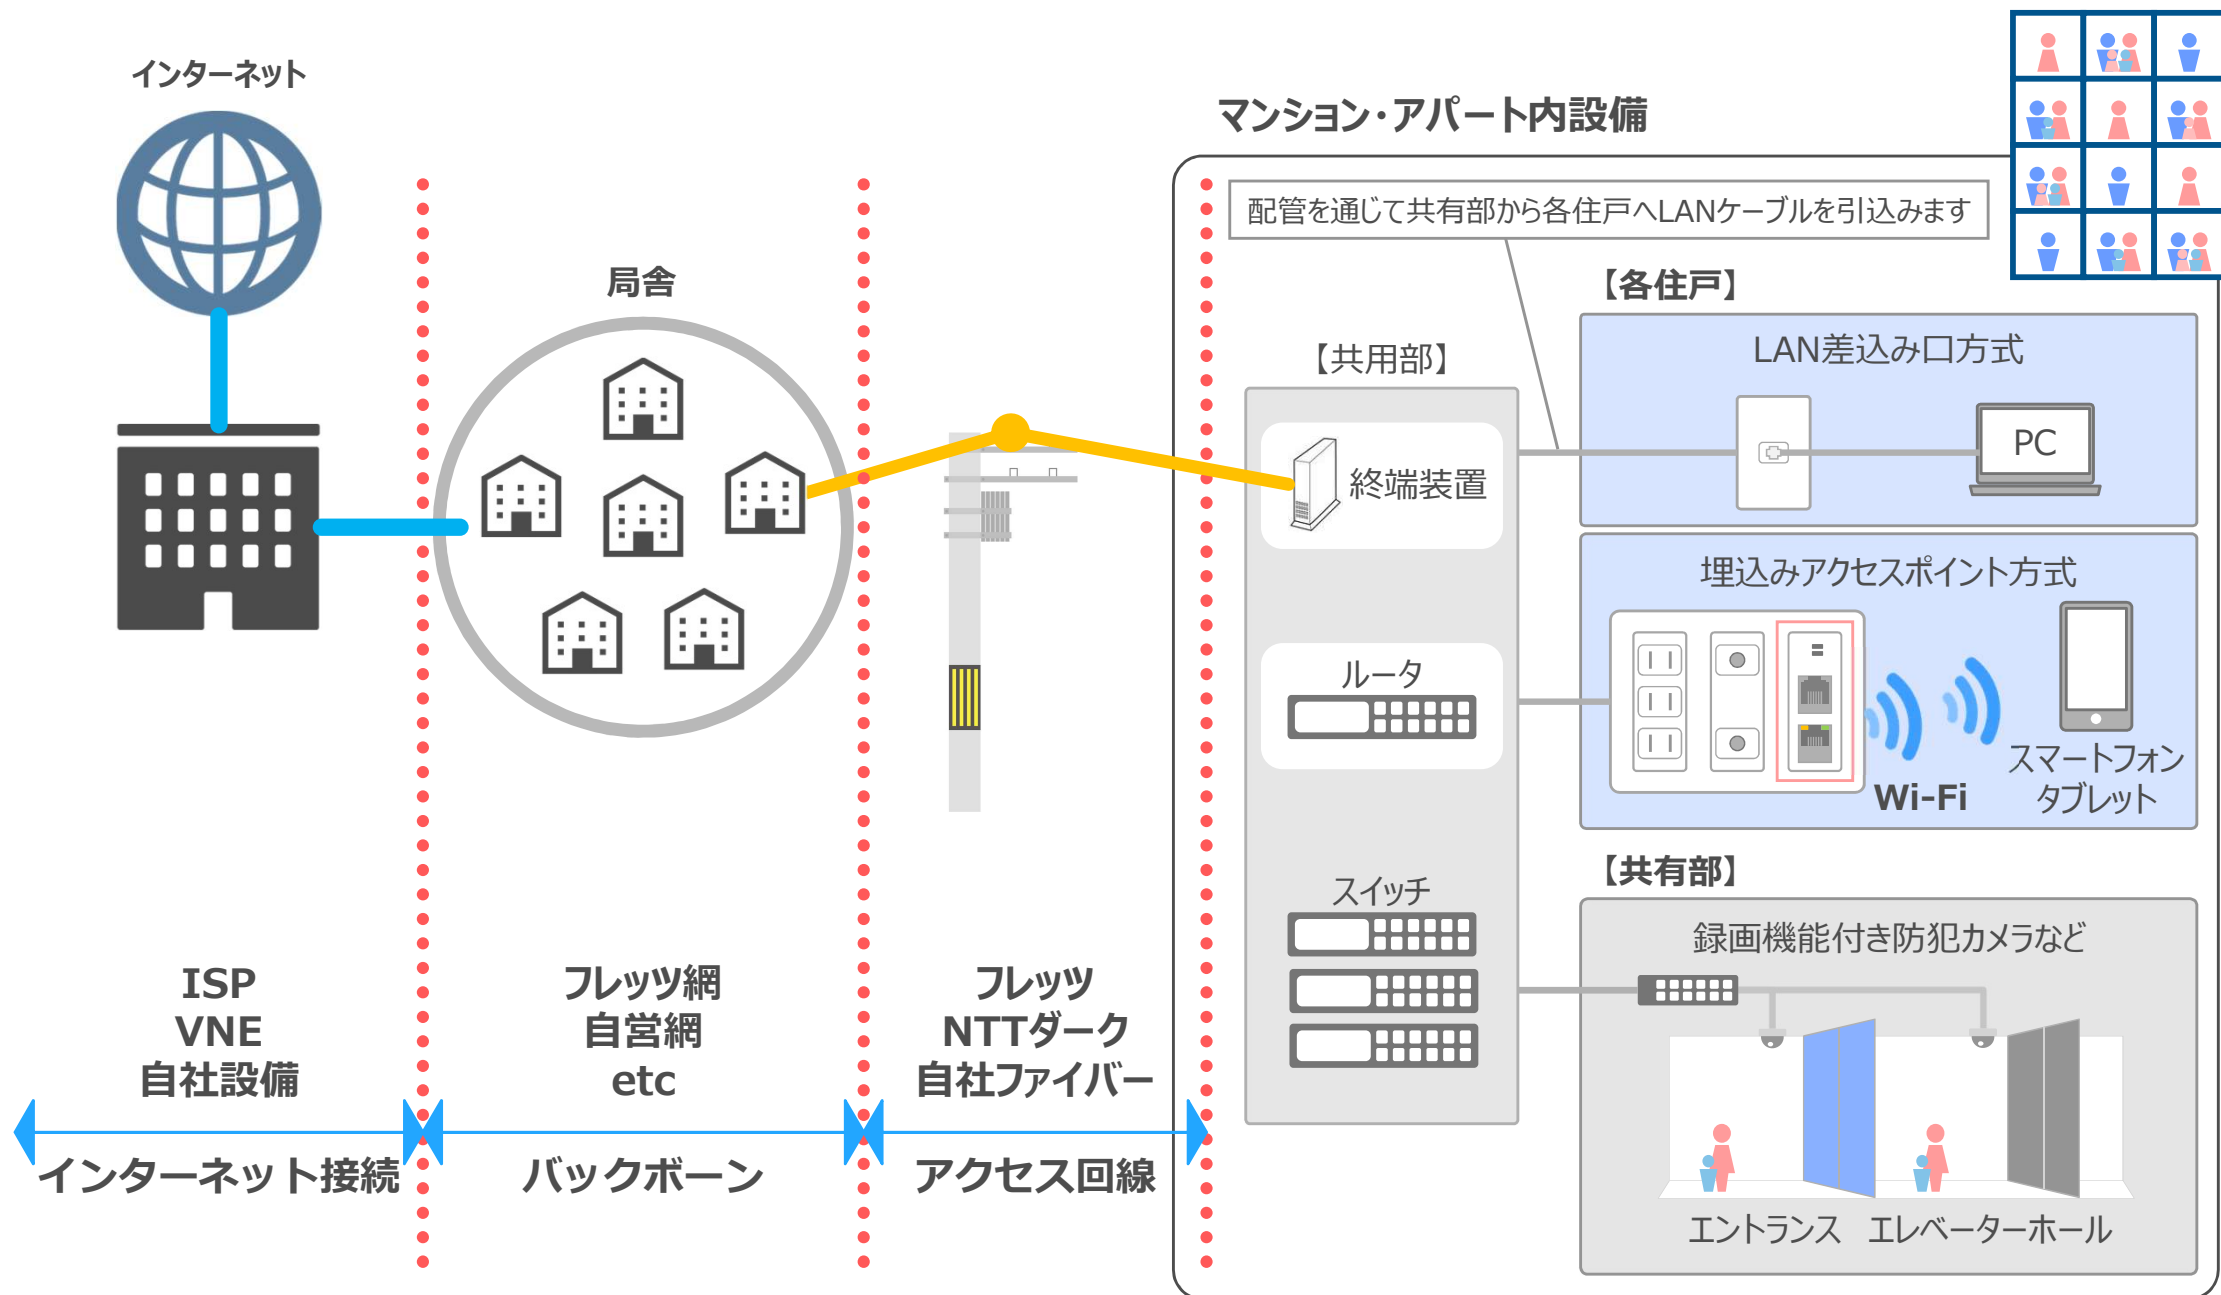 インターネット
局舎
マンション・アパート内設備
配管を通じて共有部から各住戸へLANケーブルを引込みます
【共用部】
終端装置
ルータ
スイッチ
【各住戸】
LAN差込み口方式
PC
埋込みアクセスポイント方式
Wi-Fi
スマートフォン
タブレット
【共有部】
録画機能付き防犯カメラなど
エントランス
エレベーターホール
ISP
VNE
自社設備
インターネット接続
フレッツ網
自営網
etc
バックボーン
フレッツ
NTTダーク
自社ファイバー
アクセス回線